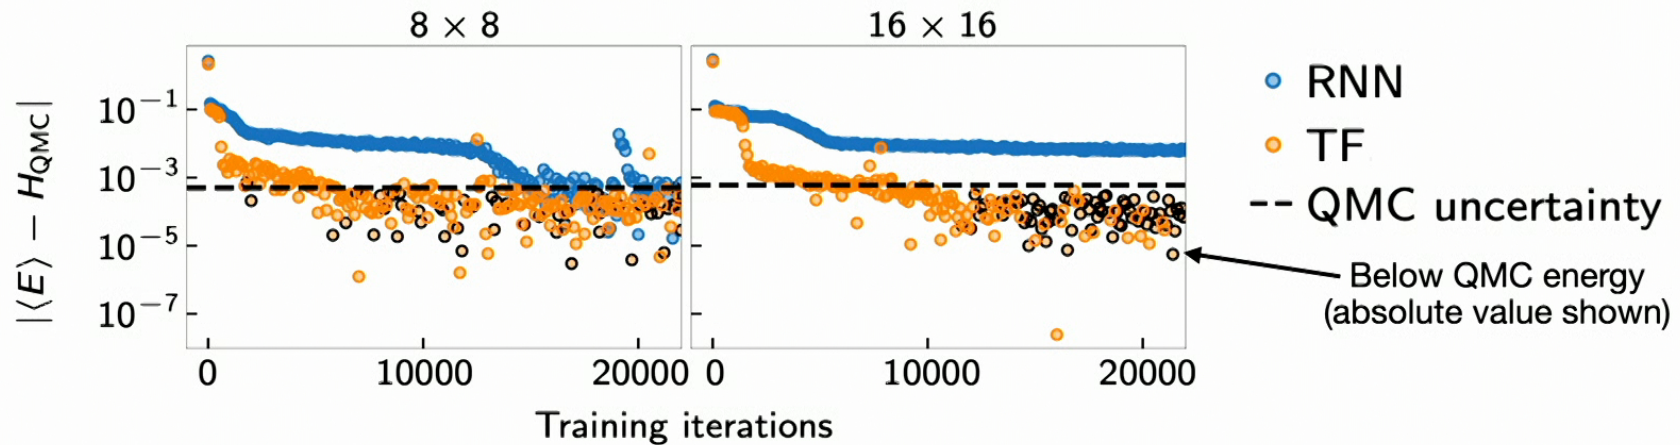 8 × 8
16 × 16
|⟨E⟩ − H_QMC|
10^−1
10^−3
10^−5
10^−7
0
10000
20000
0
10000
20000
Training iterations
RNN
TF
QMC uncertainty
Below QMC energy
(absolute value shown)